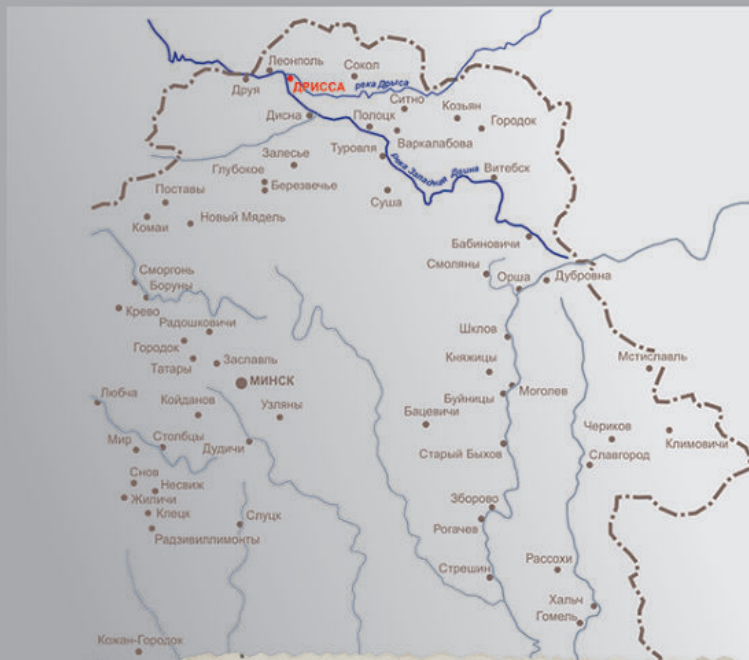 Леонполь
Сокол
Друя
ДРИССА
река Дрыса
Ситно
Козьян
Дисна
Полоцк
Городок
Варкалабова
Туровля
Залесье
река Западная Двина
Витебск
Глубокое
Березвечье
Поставы
Суша
Комаи
Новый Мядель
Бабиновичи
Смоляны
Орша
Дубровна
Сморгонь
Боруны
Крево
Радошковичи
Шклов
Городок
Татары
Заславль
Княжицы
Мстиславль
МИНСК
Любча
Койданов
Узляны
Буйницы
Моголев
Бацевичи
Мир
Столбцы
Дудичи
Чериков
Климовичи
Старый Быхов
Славгород
Снов
Несвиж
Жиличи
Клецк
Слуцк
Зборово
Рогачев
Радзивиллимонты
Стрешин
Рассохи
Хальч
Гомель
Кожан-Городок